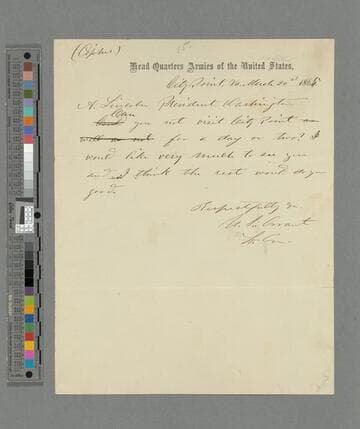 (Cipher)
Head Quarters Armies of the United States,
City Point, Va. March 20th 1865
A. Lincoln President Washington
Can
you not visit City Point
for a day or two? I
would like very much to see you
and I think the rest would do you
good.
Respectfully &c
U. S. Grant
Lt. Gn.